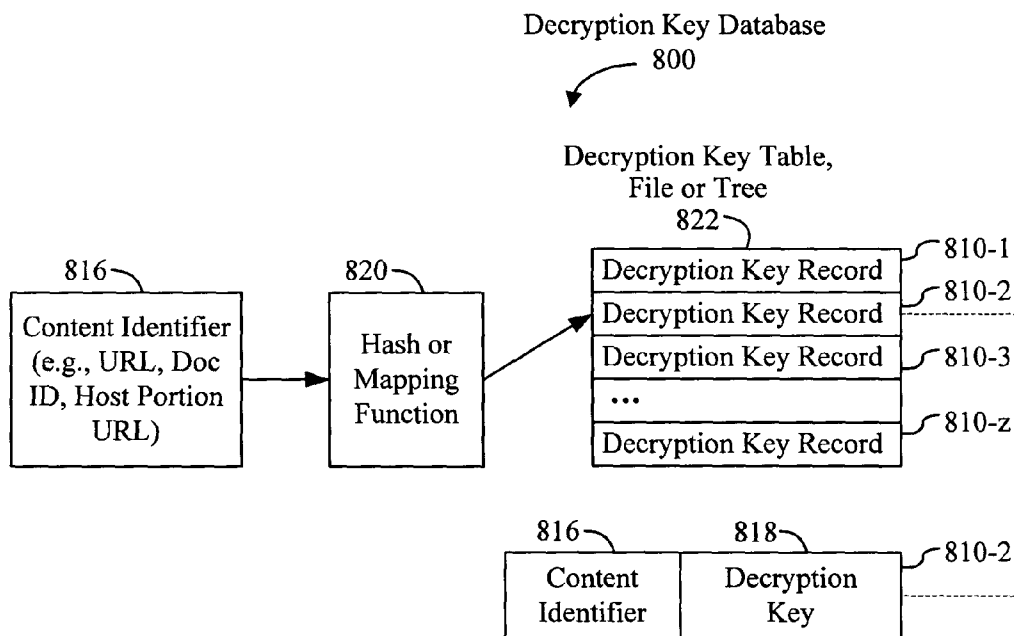 Decryption Key Database
800
Decryption Key Table,
File or Tree
822
816
820
Content Identifier
(e.g., URL, Doc
ID, Host Portion
URL)
Hash or
Mapping
Function
Decryption Key Record
810-1
Decryption Key Record
810-2
Decryption Key Record
810-3
...
Decryption Key Record
810-z
816
818
810-2
Content
Identifier
Decryption
Key